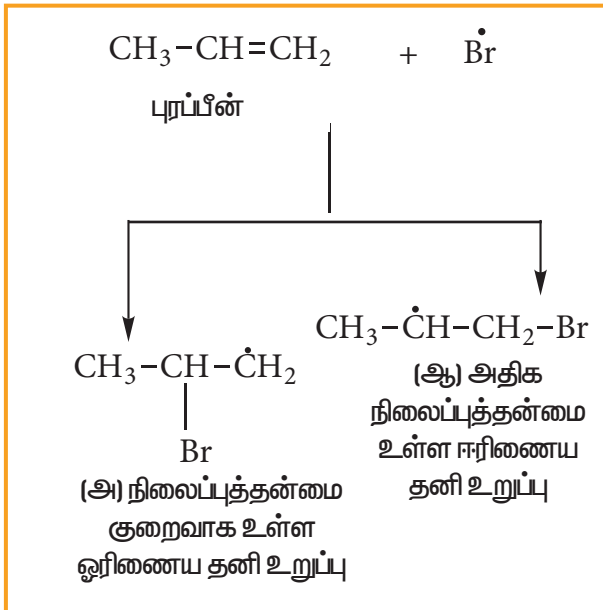 CH₃–CH=CH₂ + Ḃr
புரப்பீன்
CH₃–ĊH–CH₂–Br
(ஆ) அதிக
நிலைப்புத்தன்மை
உள்ள ஈரிணைய
தனி உறுப்பு
CH₃–CH–ĊH₂
Br
(அ) நிலைப்புத்தன்மை
குறைவாக உள்ள
ஓரிணைய தனி உறுப்பு